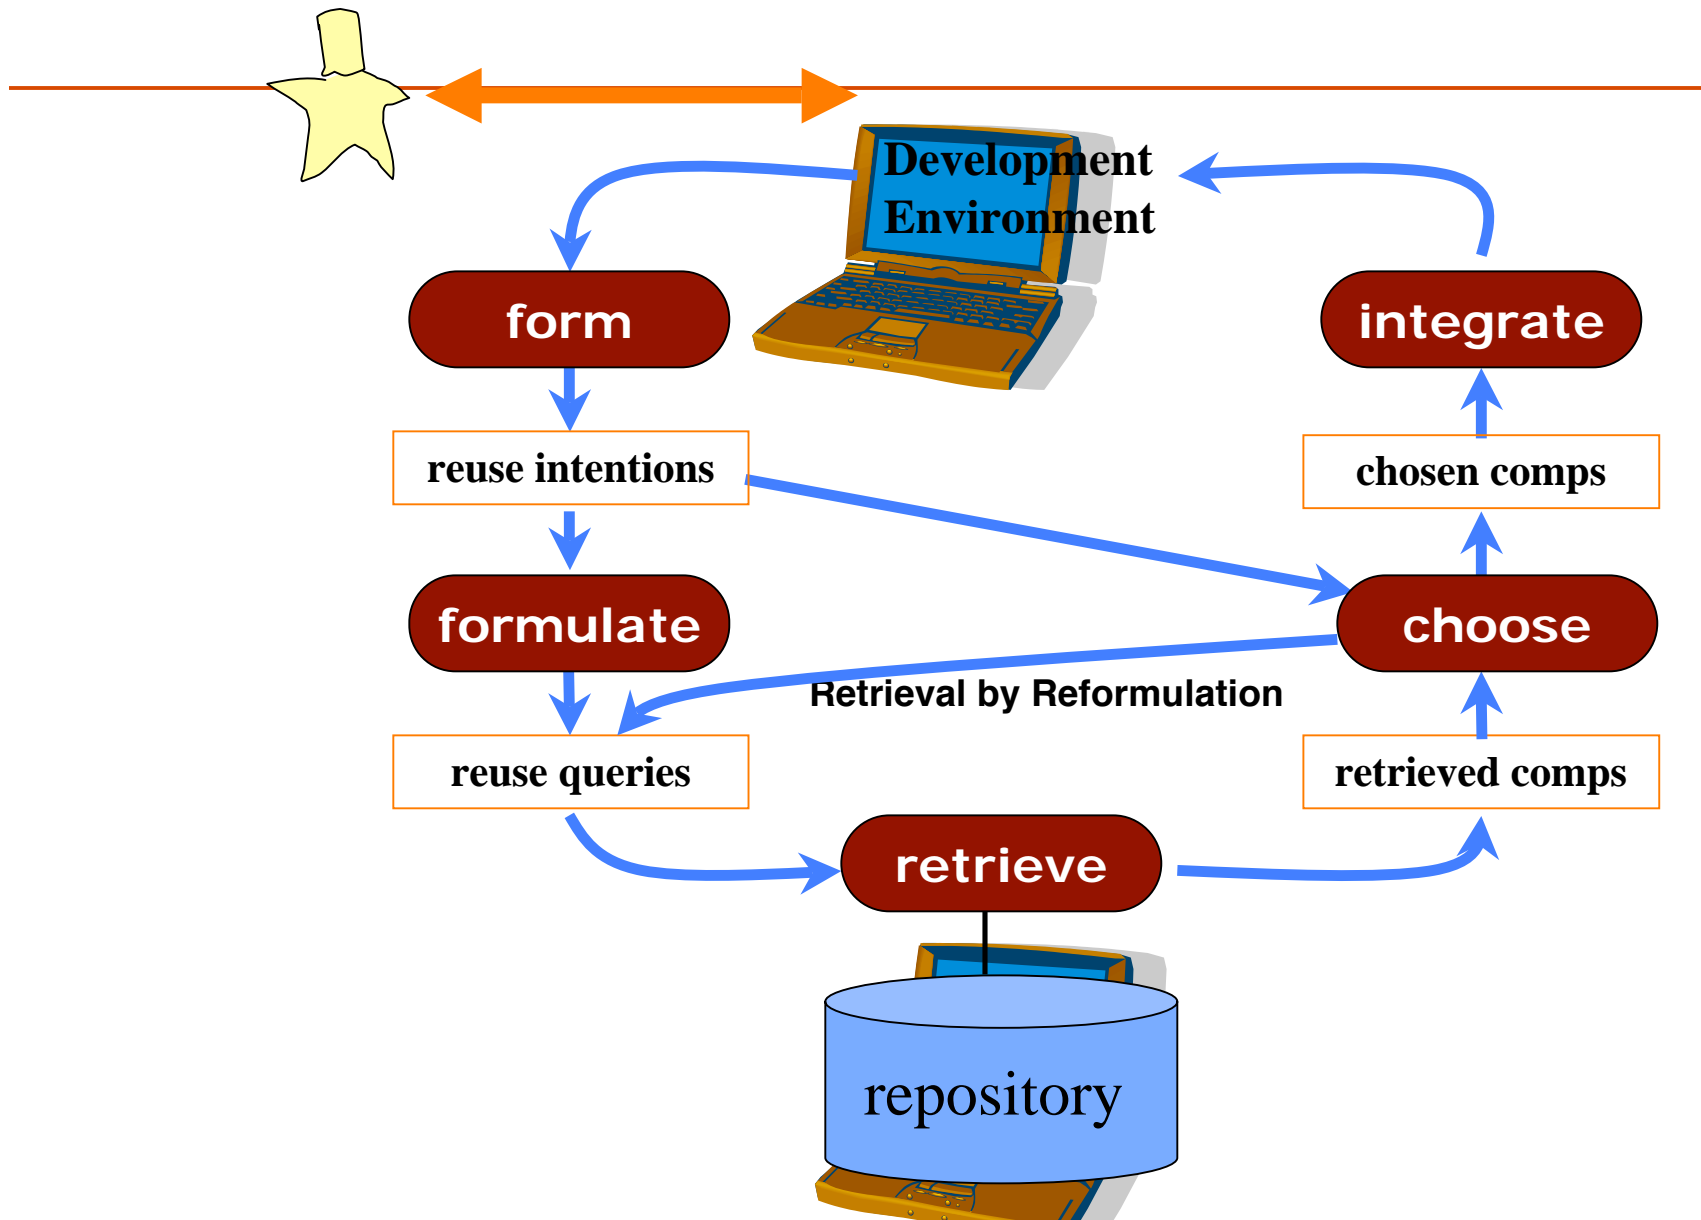 Development
Environment
form
integrate
reuse intentions
chosen comps
formulate
choose
Retrieval by Reformulation
reuse queries
retrieved comps
retrieve
repository